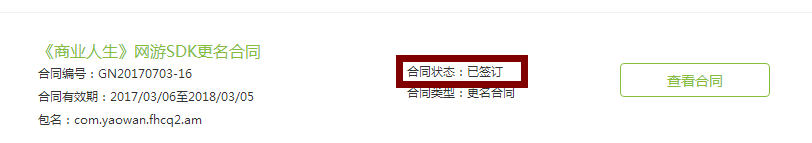 《商业人生》网游SDK更名合同
合同编号：GN20170703-16
合同状态：已签订
合同有效期：2017/03/06至2018/03/05
合同类型：更名合同
包名：com.yaowan.fhcq2.am
查看合同